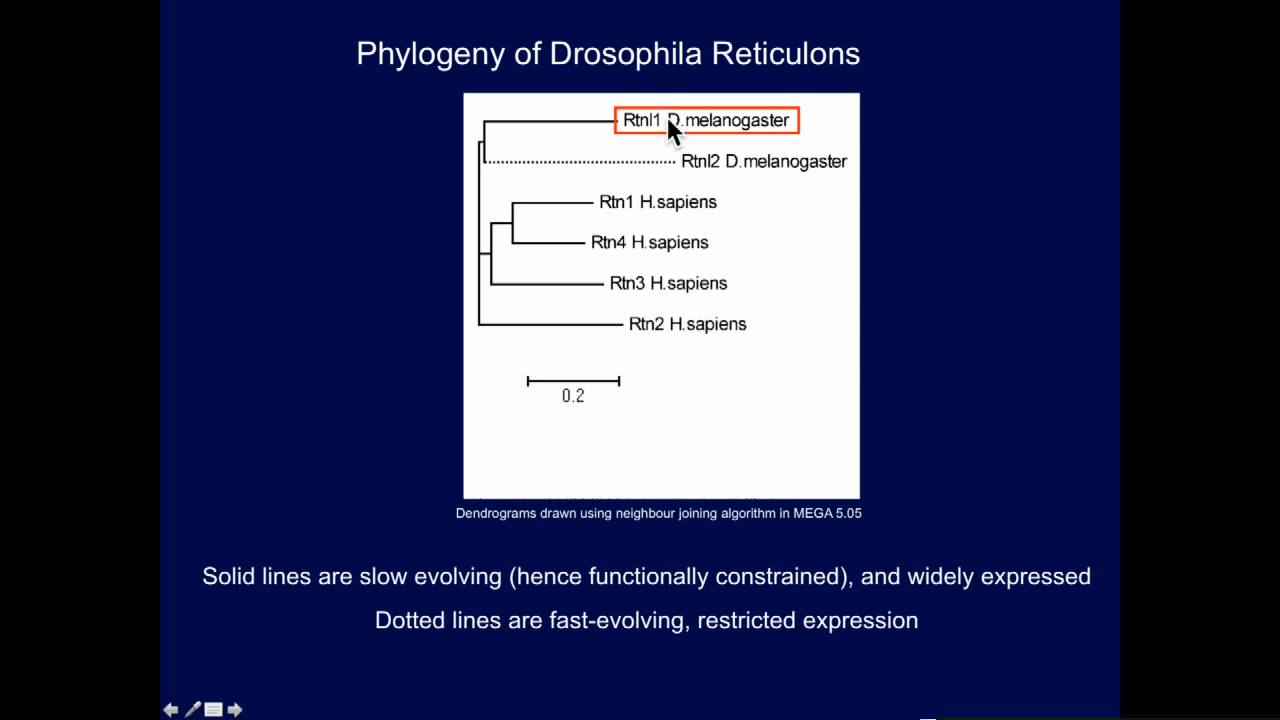 Phylogeny of Drosophila Reticulons
Rtnl1 D.melanogaster
Rtnl2 D.melanogaster
Rtn1 H.sapiens
Rtn4 H.sapiens
Rtn3 H.sapiens
Rtn2 H.sapiens
0.2
Dendrograms drawn using neighbour joining algorithm in MEGA 5.05
Solid lines are slow evolving (hence functionally constrained), and widely expressed
Dotted lines are fast-evolving, restricted expression